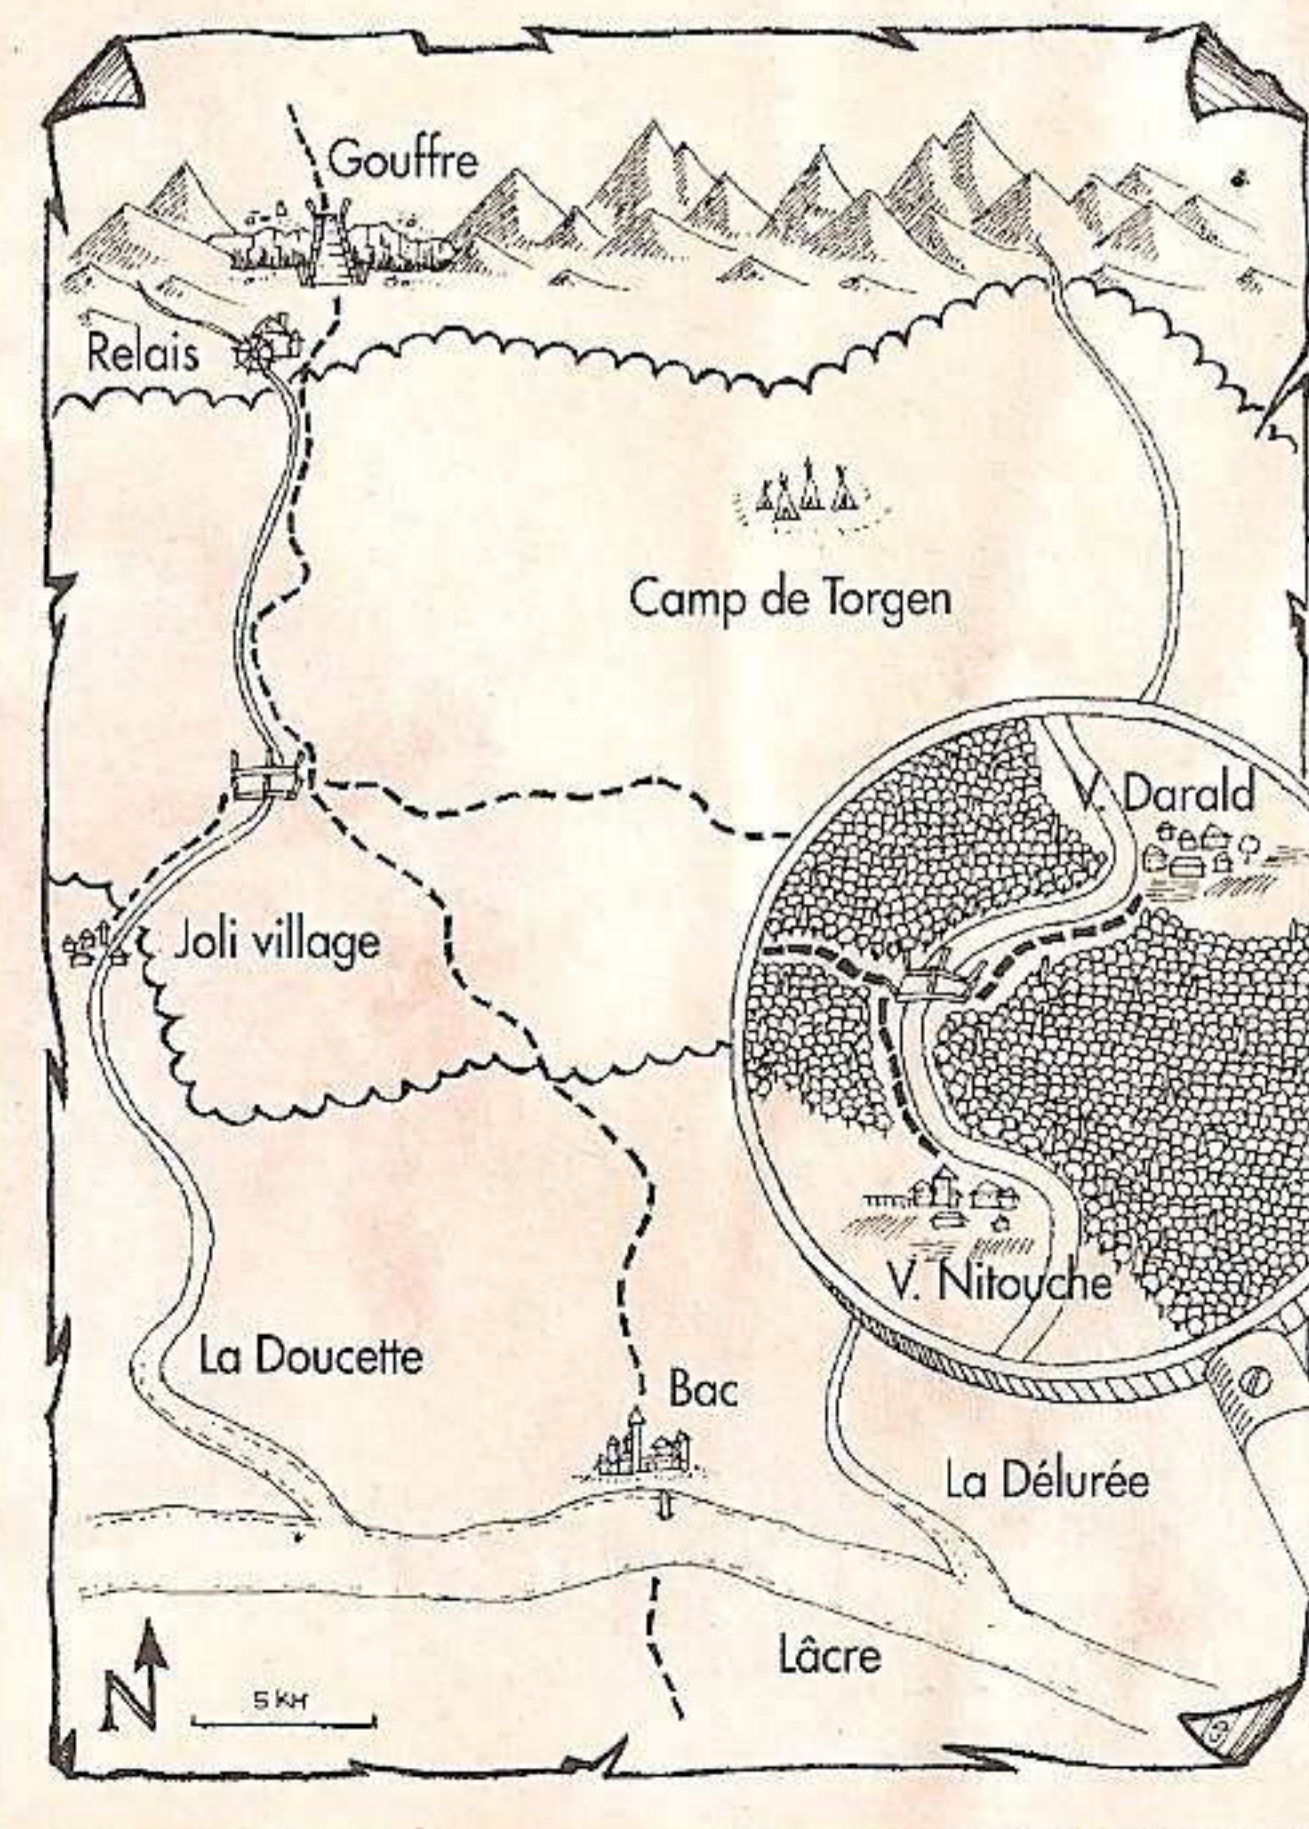 Gouffre
Relais
Camp de Torgen
V. Darald
Joli village
V. Nitouche
La Doucette
Bac
La Délurée
Lâcre
N
5 KM